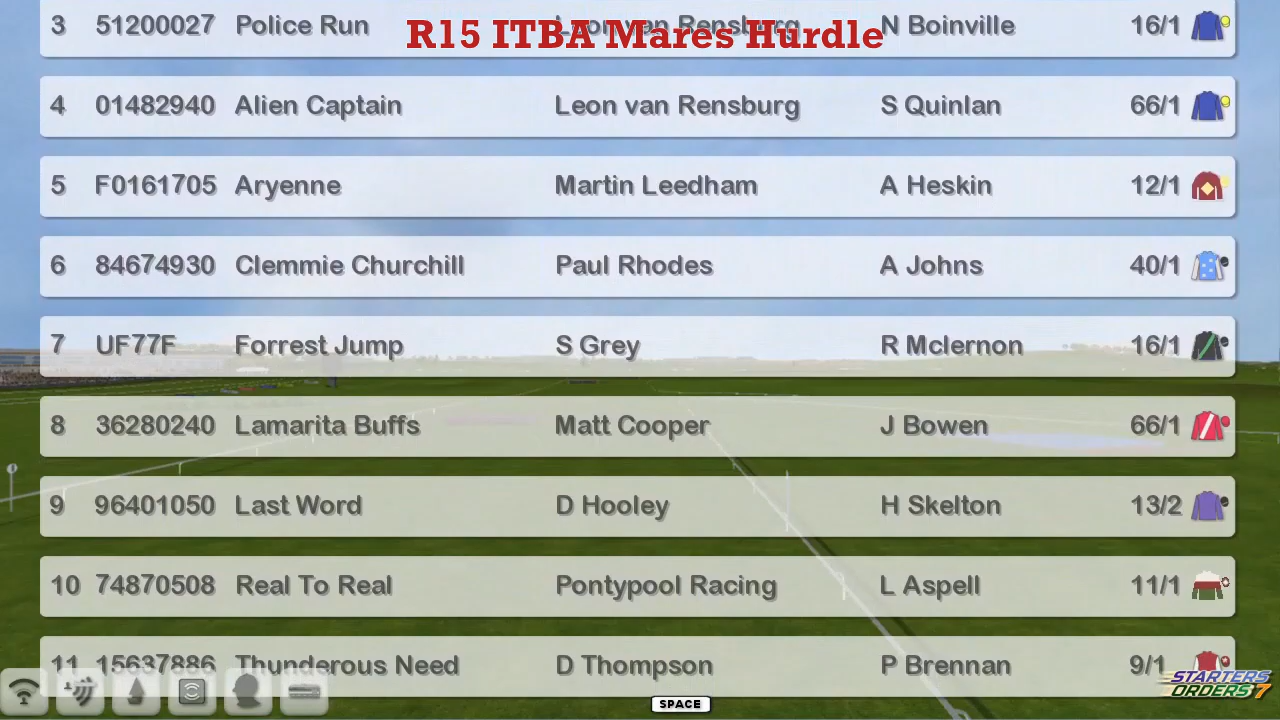 R15 ITBA Mares Hurdle
3 51200027 Police Run Leon van Rensburg N Boinville 16/1
4 01482940 Alien Captain Leon van Rensburg S Quinlan 66/1
5 F0161705 Aryenne Martin Leedham A Heskin 12/1
6 84674930 Clemmie Churchill Paul Rhodes A Johns 40/1
7 UF77F Forrest Jump S Grey R Mclernon 16/1
8 36280240 Lamarita Buffs Matt Cooper J Bowen 66/1
9 96401050 Last Word D Hooley H Skelton 13/2
10 74870508 Real To Real Pontypool Racing L Aspell 11/1
11 15637886 Thunderous Need D Thompson P Brennan 9/1
STARTERS
ORDERS 7
SPACE